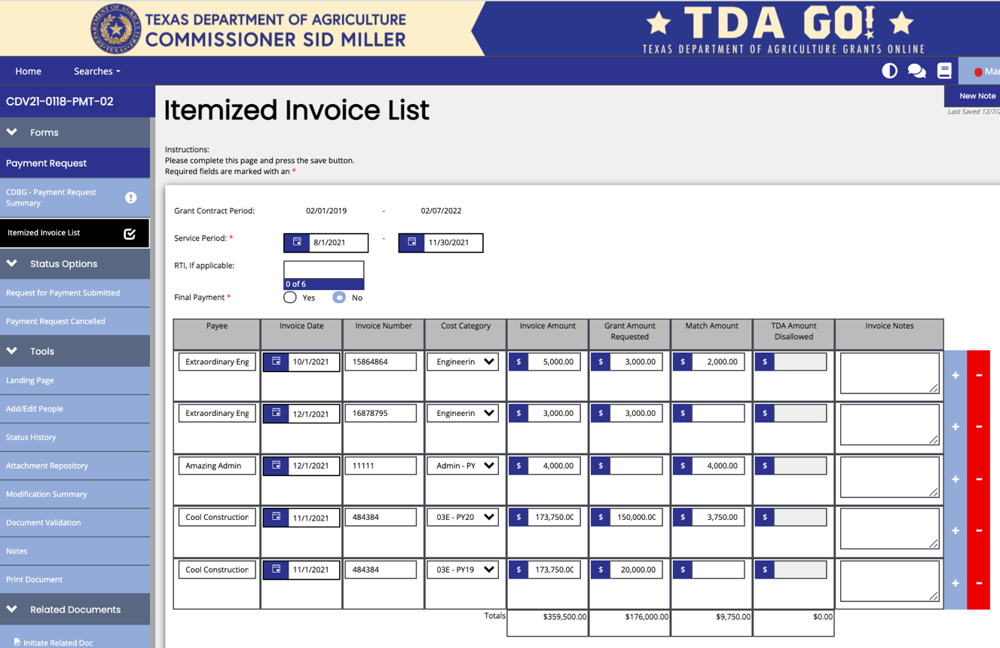 TEXAS DEPARTMENT OF AGRICULTURE
COMMISSIONER SID MILLER
TDA GO!
TEXAS DEPARTMENT OF AGRICULTURE GRANTS ONLINE
Home Searches
Mar
CDV21-0118-PMT-02
New Note
Last Saved 12/7/2
Forms
Payment Request
CDBG - Payment Request
Summary
Itemized Invoice List
Status Options
Request for Payment Submitted
Payment Request Cancelled
Tools
Landing Page
Add/Edit People
Status History
Attachment Repository
Modification Summary
Document Validation
Notes
Print Document
Related Documents
Initiate Related Doc
Itemized Invoice List
Instructions:
Please complete this page and press the save button.
Required fields are marked with an *
Grant Contract Period: 02/01/2019 - 02/07/2022
Service Period: * 8/1/2021 - 11/30/2021
RTI, If applicable:
0 of 6
Final Payment * Yes No
Payee Invoice Date Invoice Number Cost Category Invoice Amount Grant Amount Requested Match Amount TDA Amount Disallowed Invoice Notes
Extraordinary Eng 10/1/2021 15864864 Engineerin $ 5,000.00 $ 3,000.00 $ 2,000.00 $ + -
Extraordinary Eng 12/1/2021 16878795 Engineerin $ 3,000.00 $ 3,000.00 $ $ + -
Amazing Admin 12/1/2021 11111 Admin - PY $ 4,000.00 $ $ 4,000.00 $ + -
Cool Construction 11/1/2021 484384 03E - PY20 $ 173,750.00 $ 150,000.00 $ 3,750.00 $ + -
Cool Construction 11/1/2021 484384 03E - PY19 $ 173,750.00 $ 20,000.00 $ $ + -
Totals $359,500.00 $176,000.00 $9,750.00 $0.00